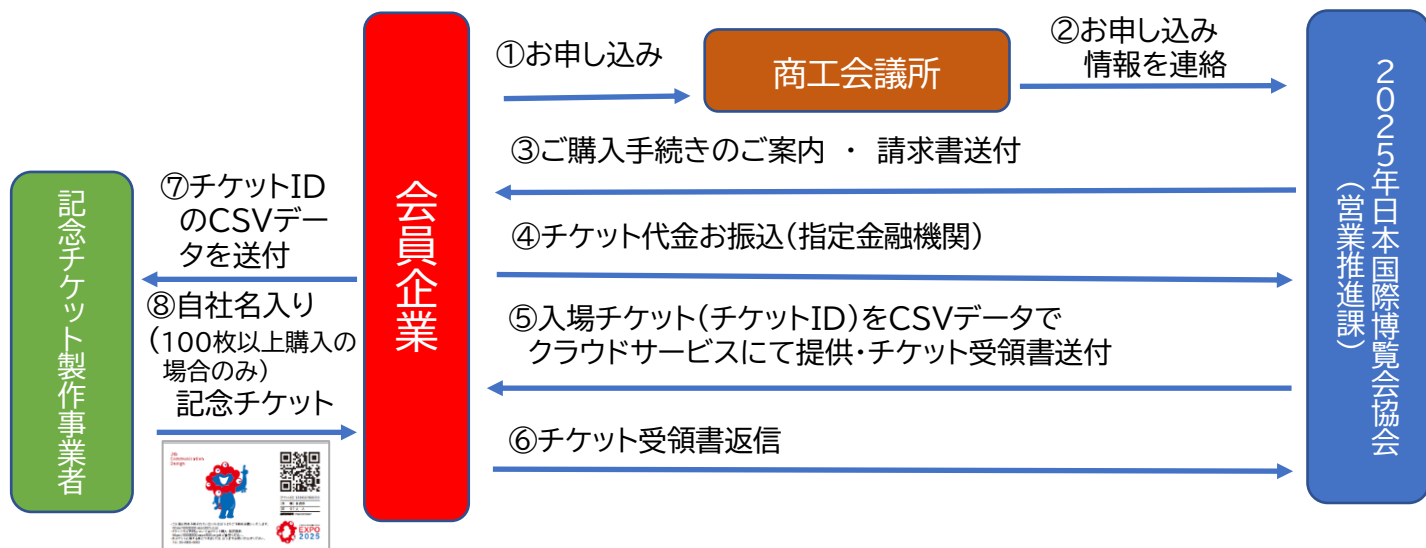 ①お申し込み
商工会議所
②お申し込み
情報を連絡
2025年日本国際博覧会協会
(営業推進課)
③ご購入手続きのご案内 ・ 請求書送付
④チケット代金お振込(指定金融機関)
⑤入場チケット(チケットID)をCSVデータで
クラウドサービスにて提供・チケット受領書送付
⑥チケット受領書返信
会員企業
⑦チケットID
のCSVデー
タを送付
⑧自社名入り
(100枚以上購入の
場合のみ)
記念チケット
記念チケット製作事業者
Communication
Design
EXPO
2025